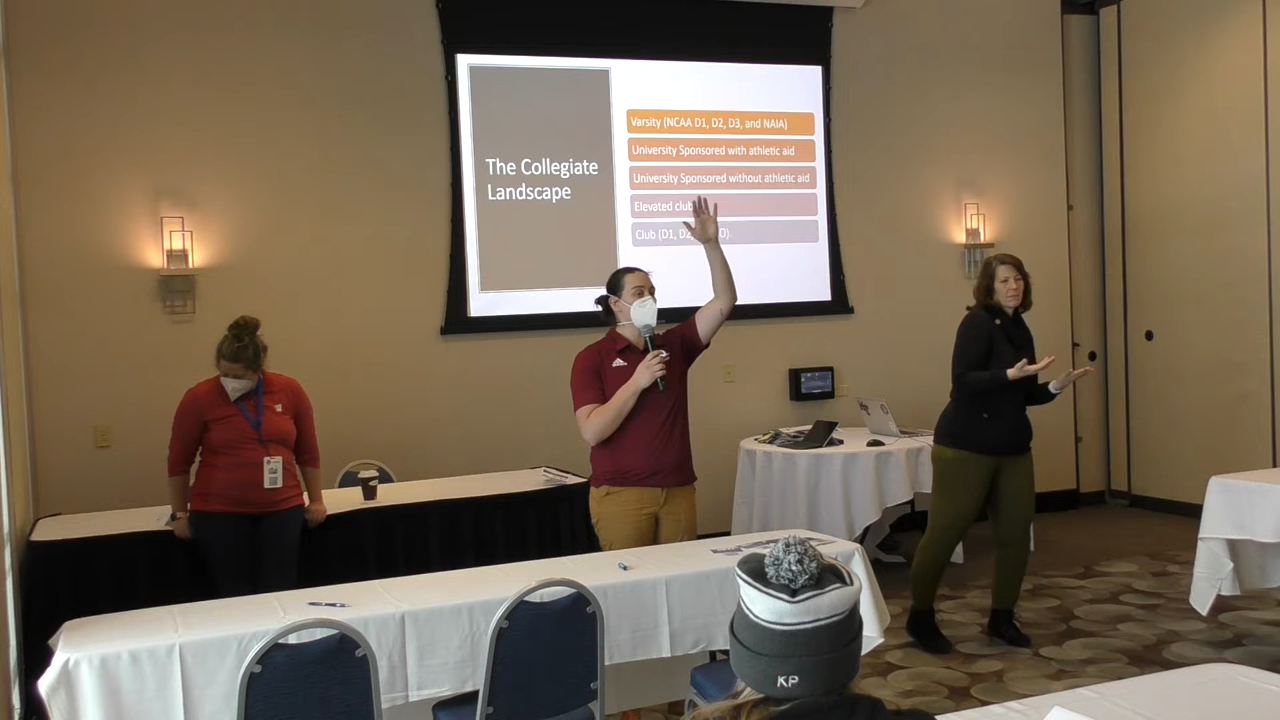 The Collegiate
Landscape
Varsity (NCAA D1, D2, D3, and NAIA)
University Sponsored with athletic aid
University Sponsored without athletic aid
Elevated club
Club (D1, D2, O).
KP